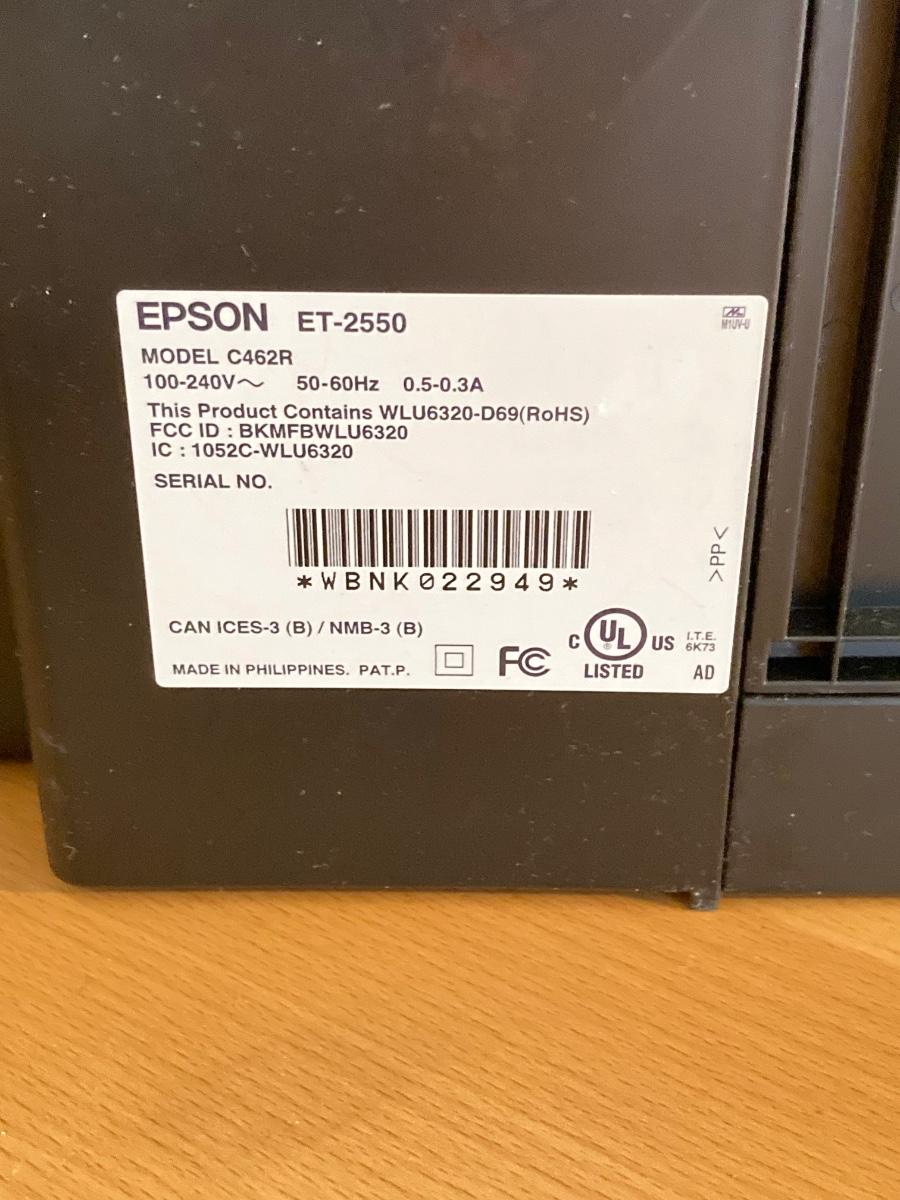 EPSON ET-2550
M1UV-U
MODEL C462R
100-240V～ 50-60Hz 0.5-0.3A
This Product Contains WLU6320-D69(RoHS)
FCC ID : BKMFBWLU6320
IC : 1052C-WLU6320
SERIAL NO.
*WBNK022949*
>PP<
CAN ICES-3 (B) / NMB-3 (B)
MADE IN PHILIPPINES. PAT.P.
FC
C UL US
LISTED
I.T.E.
6K73
AD